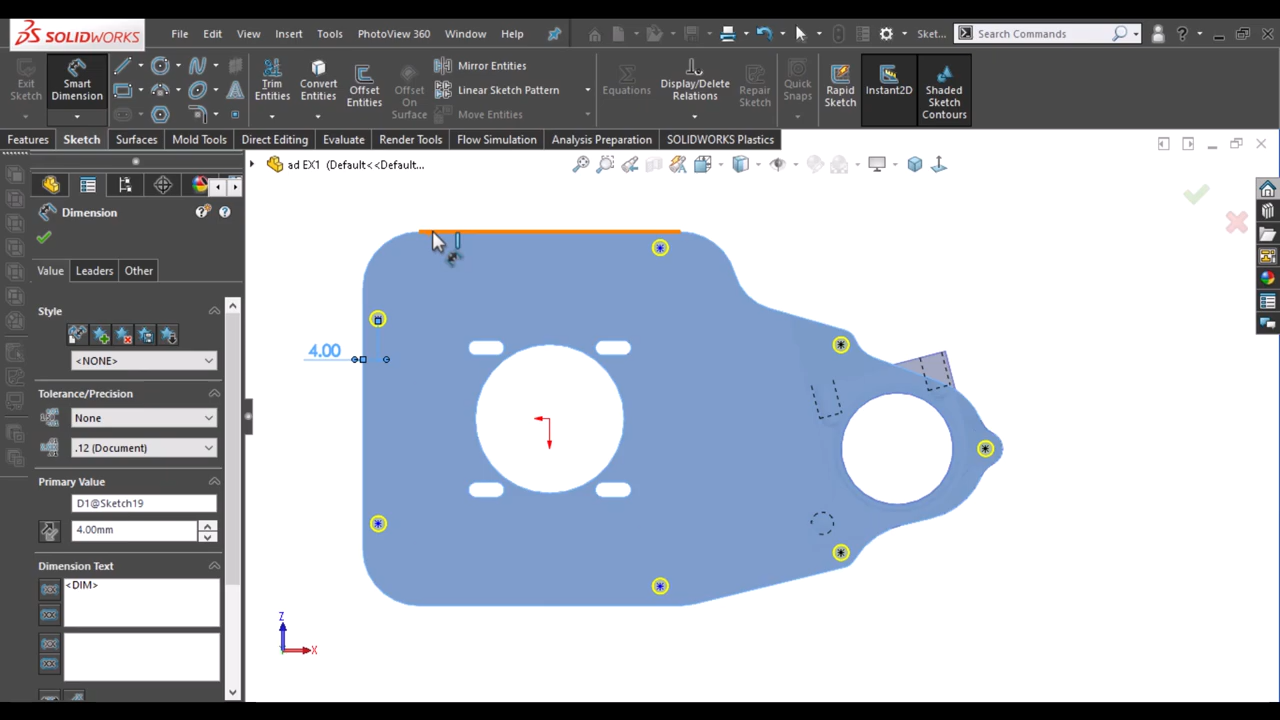 SOLIDWORKS File Edit View Insert Tools PhotoView 360 Window Help Sket... Search Commands ?
Exit Sketch
Smart Dimension
Trim Entities
Convert Entities
Offset Entities
Offset On Surface
Mirror Entities
Linear Sketch Pattern
Move Entities
Equations
Display/Delete Relations
Repair Sketch
Quick Snaps
Rapid Sketch
Instant2D
Shaded Sketch Contours
Features Sketch Surfaces Mold Tools Direct Editing Evaluate Render Tools Flow Simulation Analysis Preparation SOLIDWORKS Plastics
ad EX1 (Default<<Default...
Dimension
Value Leaders Other
Style
<NONE>
Tolerance/Precision
None
.12 (Document)
Primary Value
D1@Sketch19
4.00mm
Dimension Text
<DIM>
4.00
Z
X